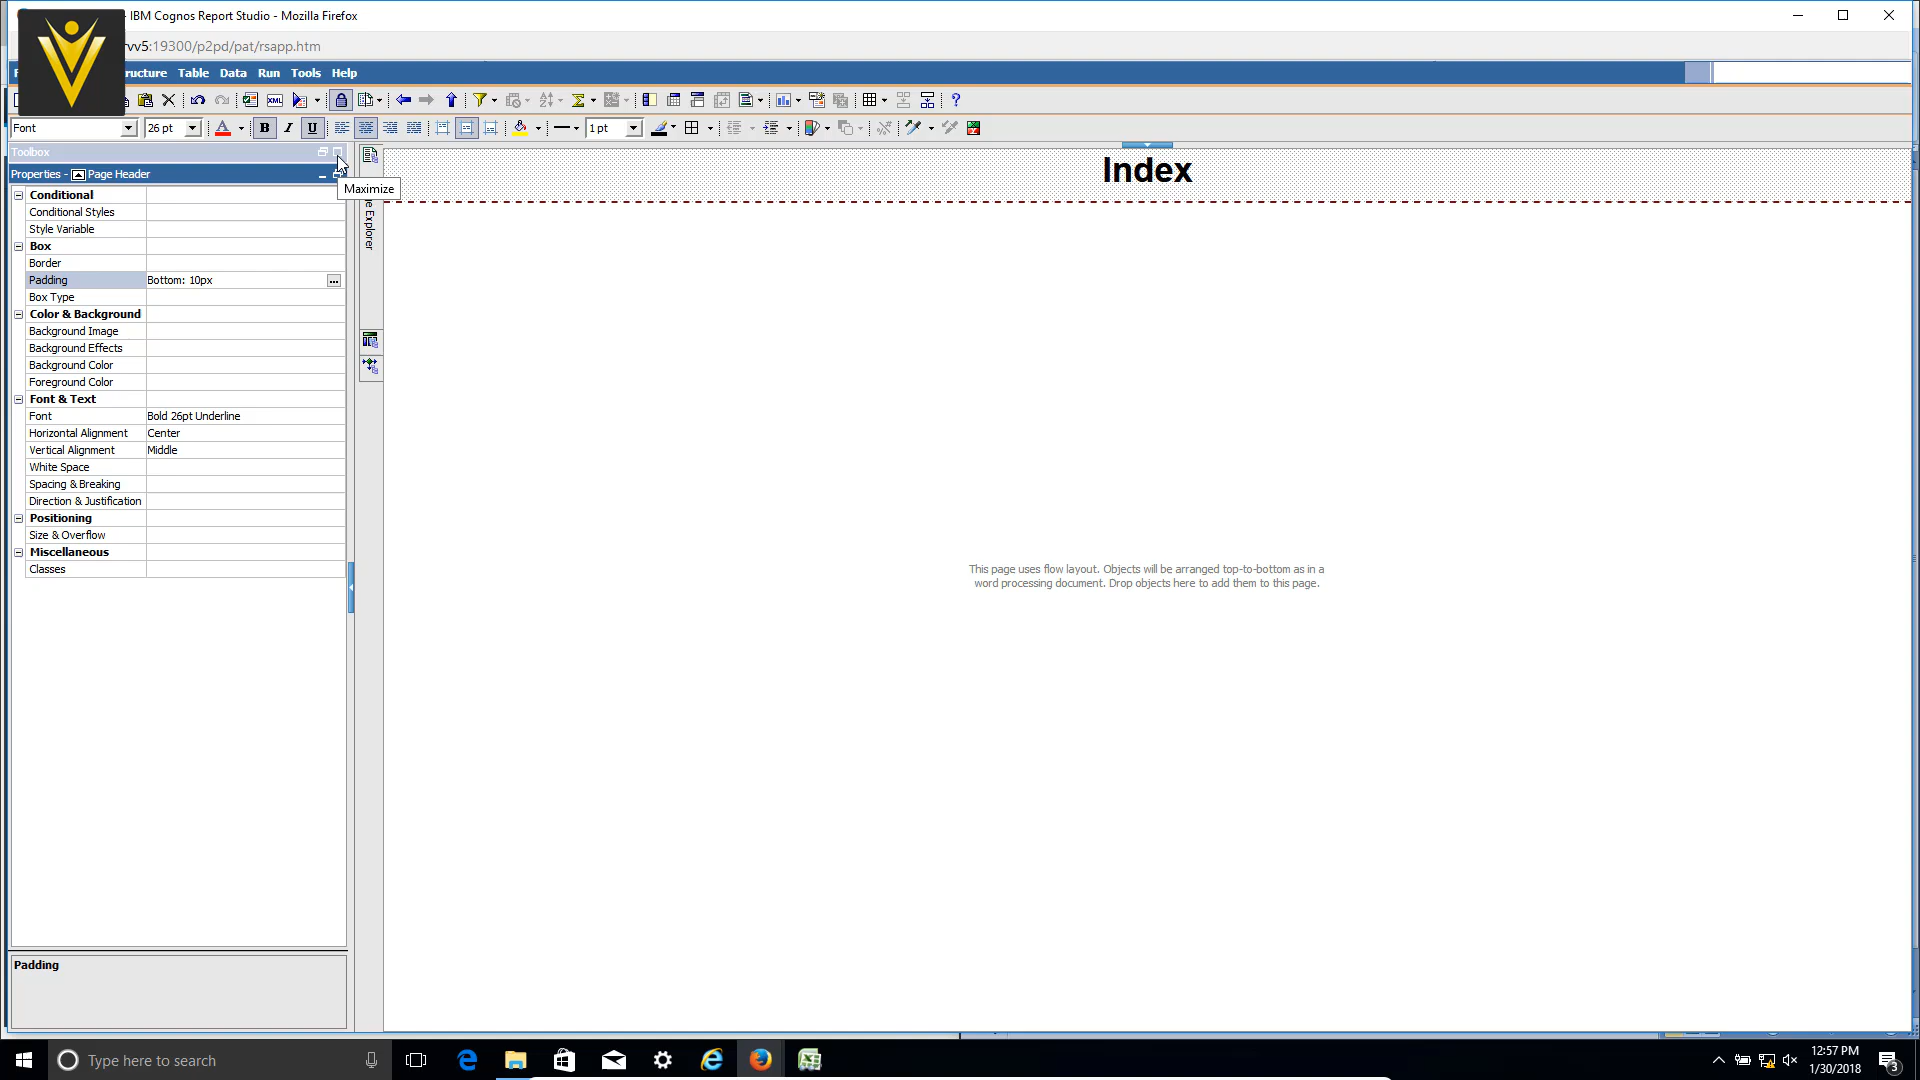 - IBM Cognos Report Studio - Mozilla Firefox
rvv5:19300/p2pd/pat/rsapp.htm
ructure Table Data Run Tools Help
XML
Font 26 pt A B I U 1 pt
Toolbox
Properties - Page Header
Maximize
Index
Conditional
Conditional Styles
Style Variable
ge Explorer
Box
Border
Padding Bottom: 10px ...
Box Type
Color & Background
Background Image
Background Effects
Background Color
Foreground Color
Font & Text
Font Bold 26pt Underline
Horizontal Alignment Center
Vertical Alignment Middle
White Space
Spacing & Breaking
Direction & Justification
Positioning
Size & Overflow
Miscellaneous
Classes
This page uses flow layout. Objects will be arranged top-to-bottom as in a
word processing document. Drop objects here to add them to this page.
Padding
Type here to search
12:57 PM
1/30/2018
3